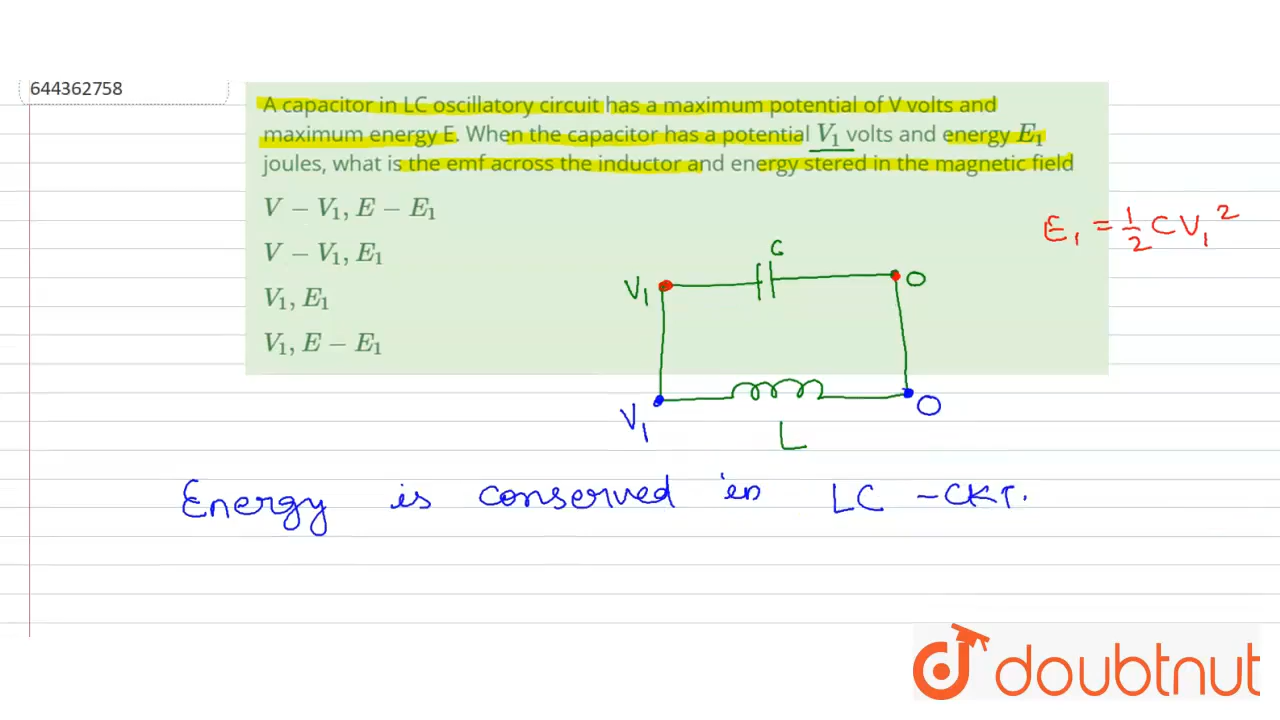 644362758
A capacitor in LC oscillatory circuit has a maximum potential of V volts and
maximum energy E. When the capacitor has a potential V₁ volts and energy E₁
joules, what is the emf across the inductor and energy stered in the magnetic field
V − V₁, E − E₁
V − V₁, E₁
V₁, E₁
V₁, E − E₁
E₁ = 1/2 C V₁²
C
V₁
O
V₁
O
L
Energy is conserved in LC - CKT.
doubtnut